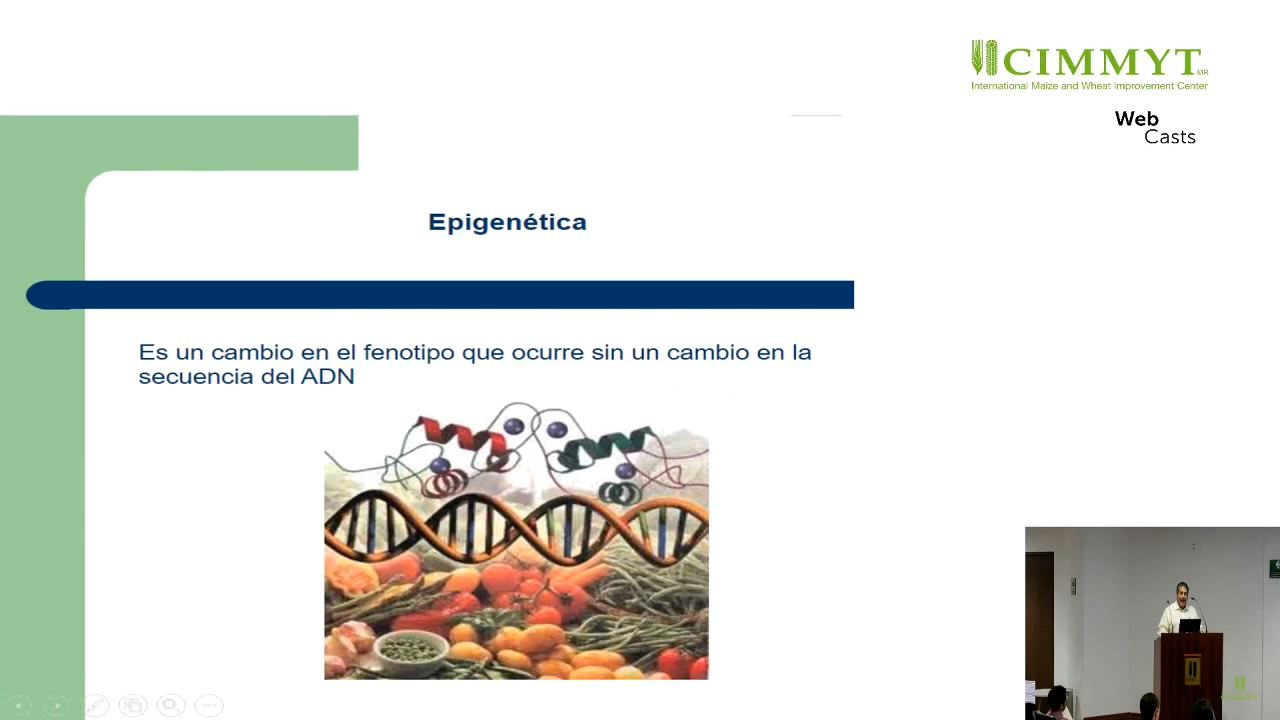 CIMMYT MR
International Maize and Wheat Improvement Center
Web
Casts
Epigenética
Es un cambio en el fenotipo que ocurre sin un cambio en la
secuencia del ADN
CIMMYT